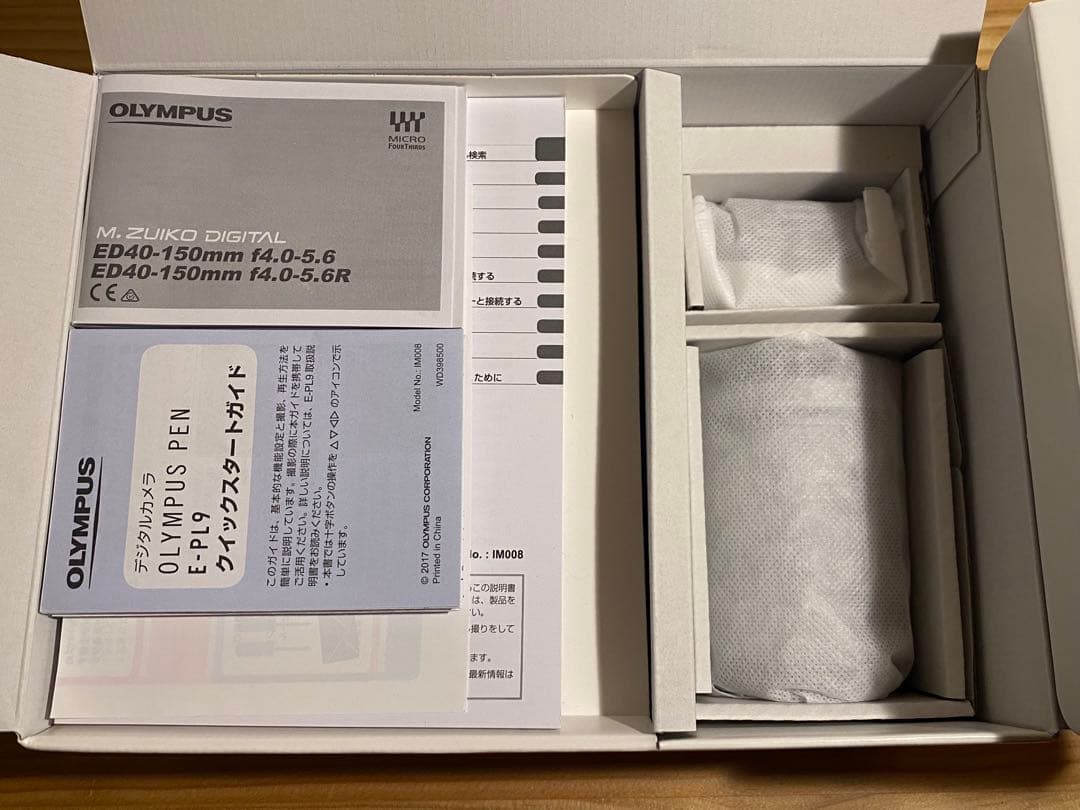 OLYMPUS
MICRO
FOURTHIRDS
M. ZUIKO DIGITAL
ED40-150mm f4.0-5.6
ED40-150mm f4.0-5.6R
CE
検索
続する
ーと接続する
ために
OLYMPUS
デジタルカメラ
OLYMPUS PEN
E-PL9
クイックスタートガイド
このガイドは、基本的な機能設定と撮影、再生方法を
簡単に説明しています。撮影の際に本ガイドを携帯して
ご活用ください。詳しい説明については、E-PL9 取扱説
明書をお読みください。
・本書では十字ボタンの操作を △▽◁▷ のアイコンで示
しています。
© 2017 OLYMPUS CORPORATION
Printed in China
Model No.: IM008
WD398500
o. : IM008
この説明書
は、製品を
い。
撮りをして
ます。
最新情報は